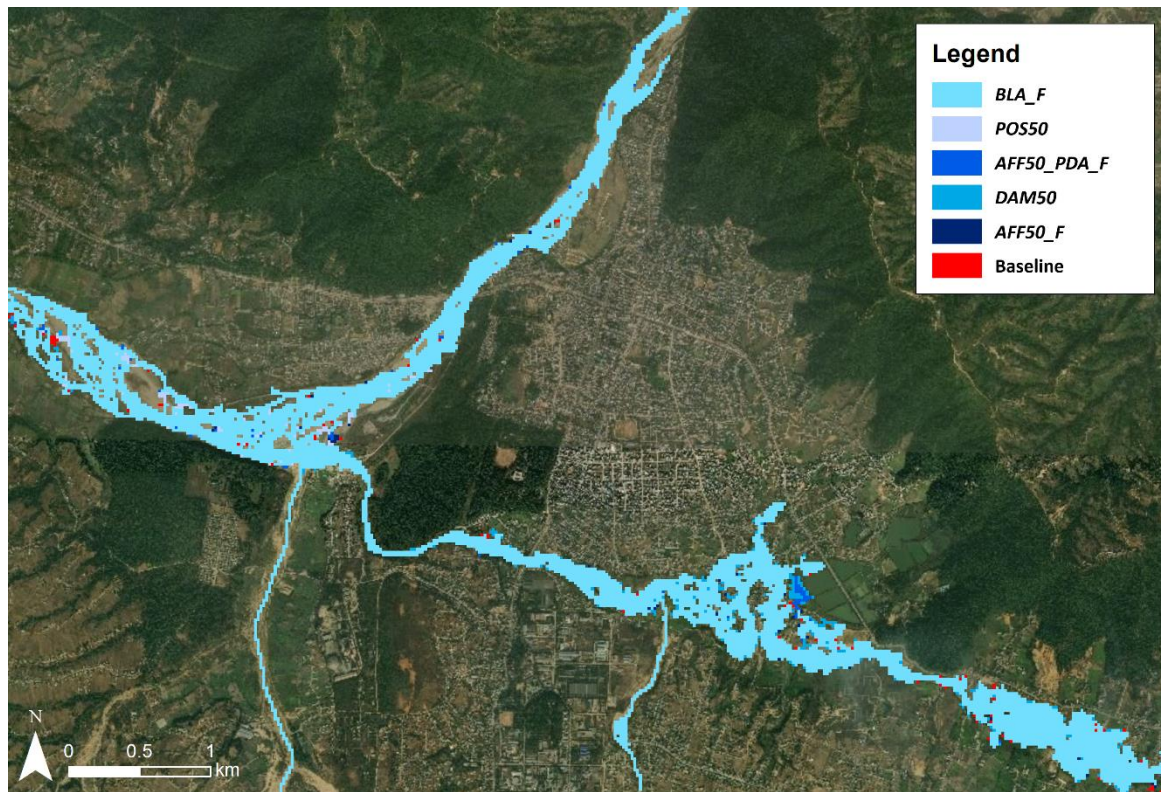 Legend
BLA_F
POS50
AFF50_PDA_F
DAM50
AFF50_F
Baseline
N
0 0.5 1
km